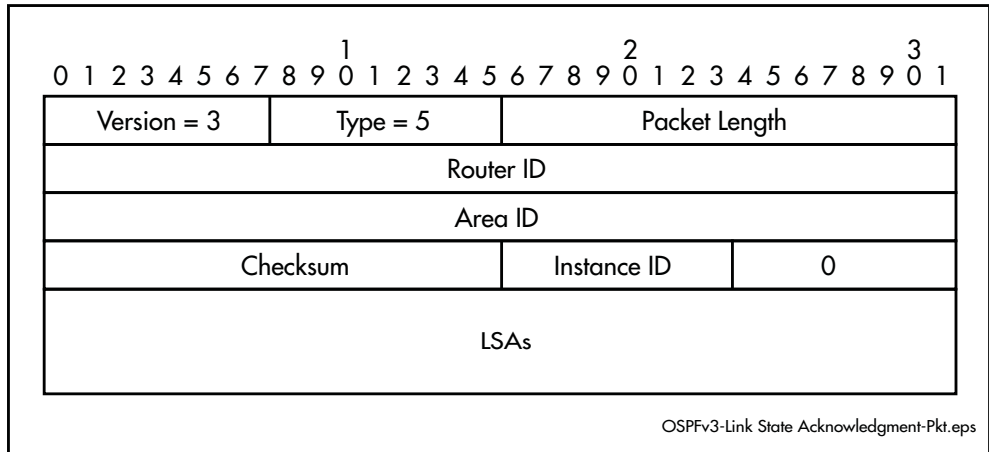 1 2 3
0 1 2 3 4 5 6 7 8 9 0 1 2 3 4 5 6 7 8 9 0 1 2 3 4 5 6 7 8 9 0 1
Version = 3 Type = 5 Packet Length
Router ID
Area ID
Checksum Instance ID 0
LSAs
OSPFv3-Link State Acknowledgment-Pkt.eps